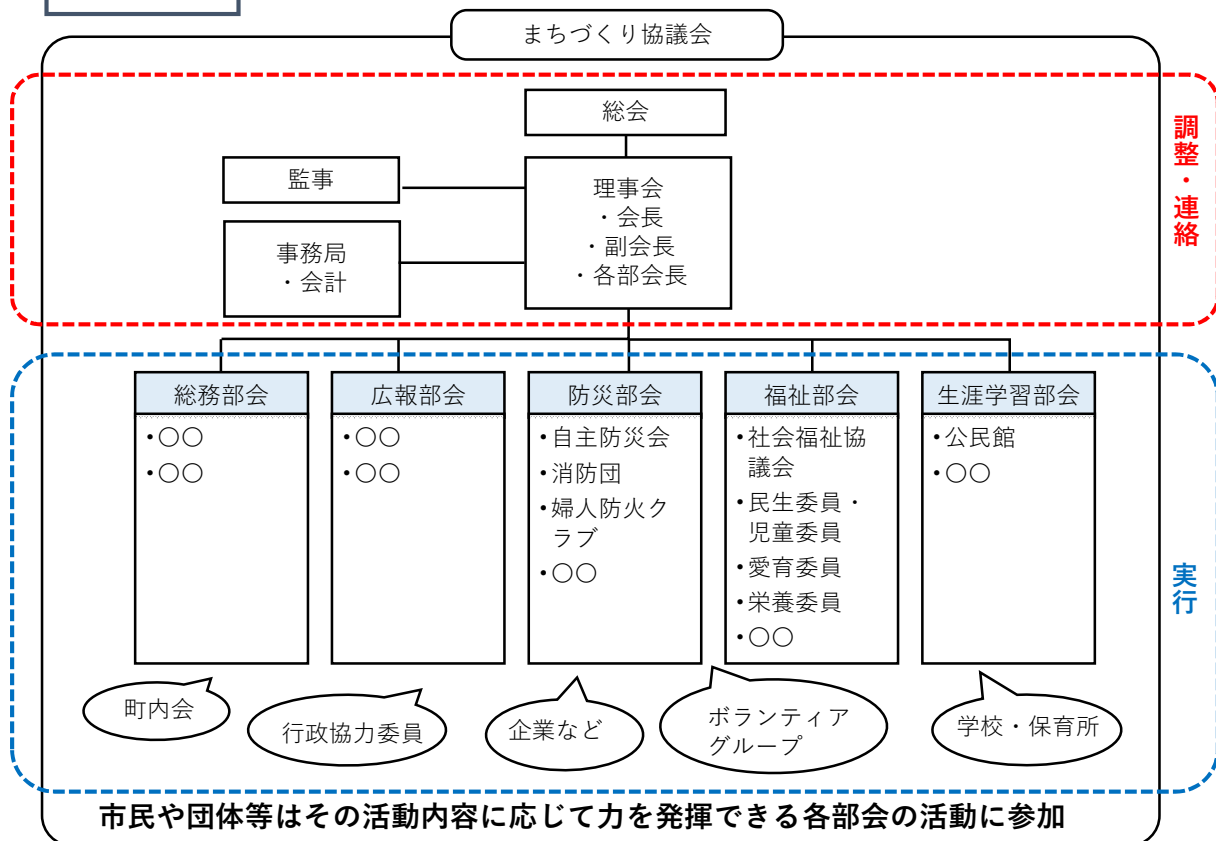 まちづくり協議会
総会
調整・連絡
監事
理事会
・会長
・副会長
・各部会長
事務局
・会計
実行
総務部会
•○○
•○○
広報部会
•○○
•○○
防災部会
•自主防災会
•消防団
•婦人防火ク
ラブ
•○○
福祉部会
•社会福祉協
議会
•民生委員・
児童委員
•愛育委員
•栄養委員
•○○
生涯学習部会
•公民館
•○○
町内会
行政協力委員
企業など
ボランティア
グループ
学校・保育所
市民や団体等はその活動内容に応じて力を発揮できる各部会の活動に参加